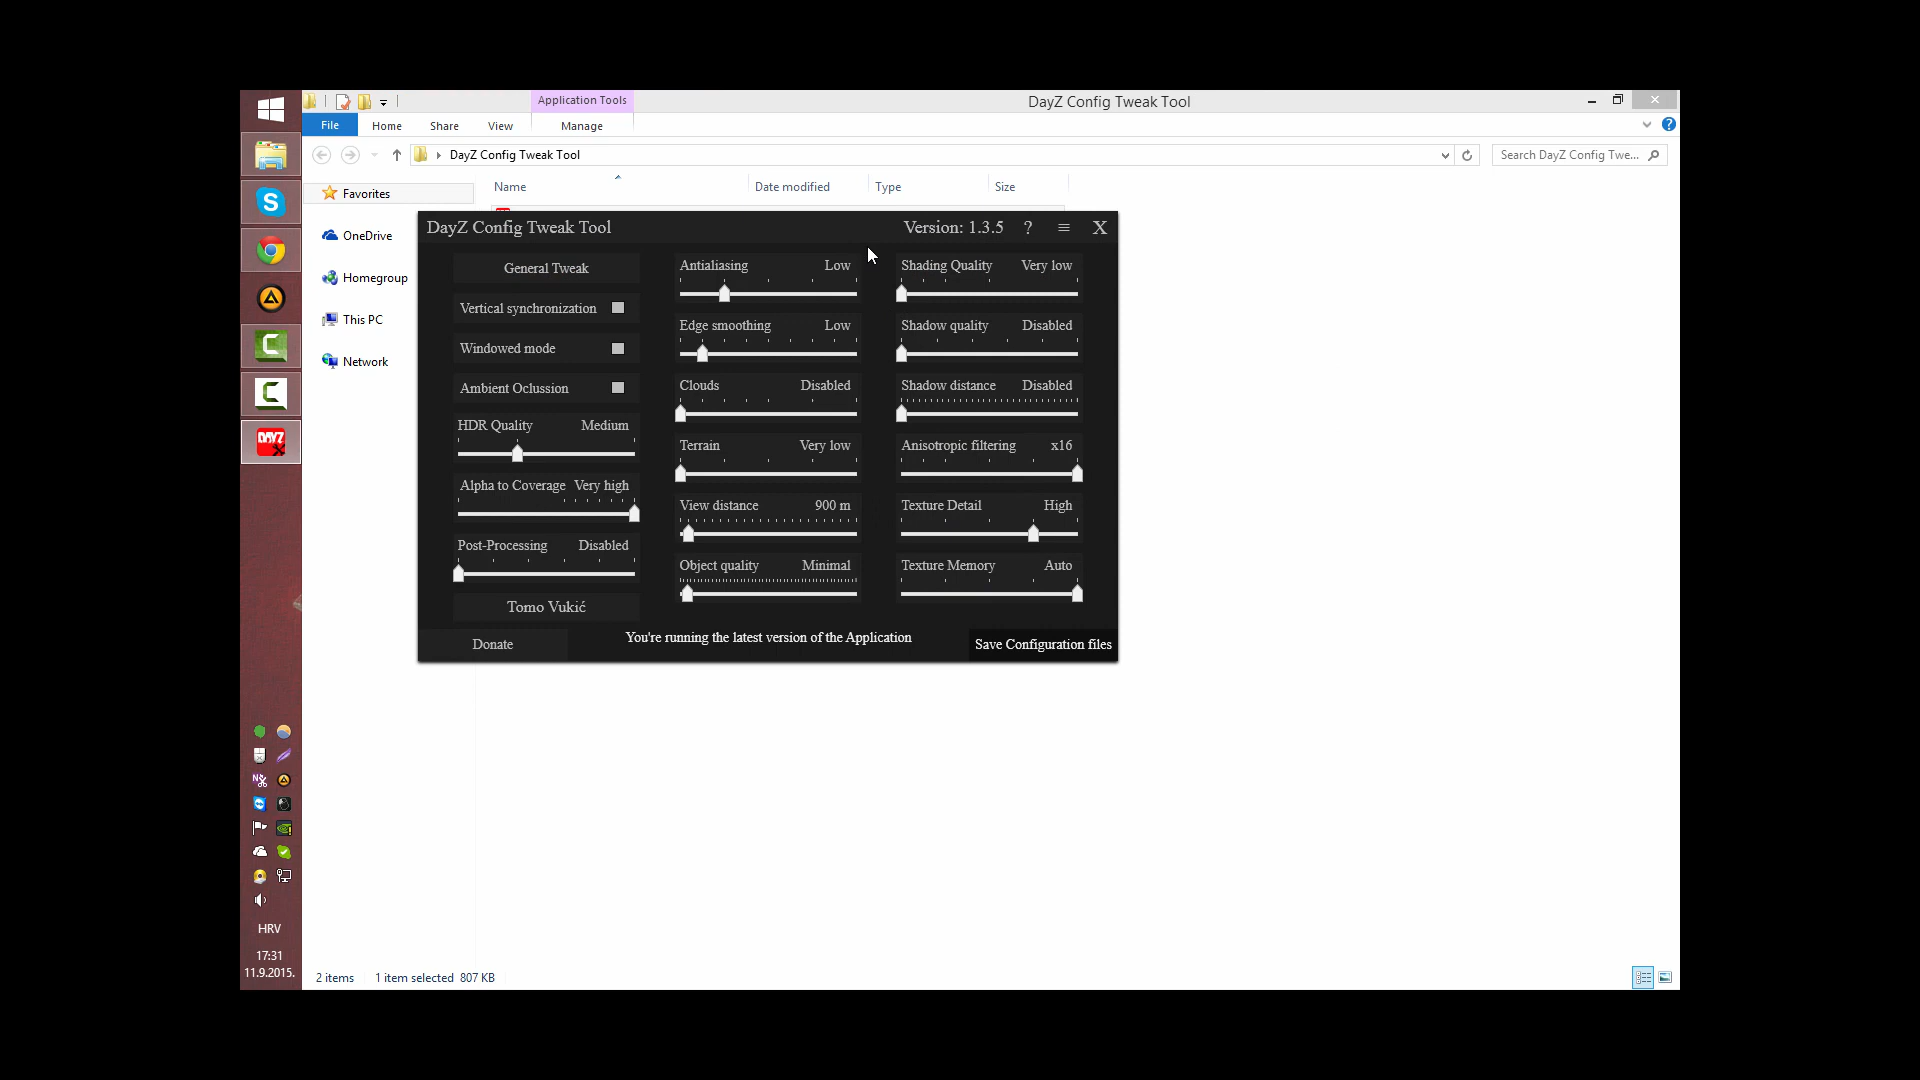 Application Tools
DayZ Config Tweak Tool
File
Home
Share
View
Manage
DayZ Config Tweak Tool
Search DayZ Config Twe...
Name
Date modified
Type
Size
Favorites
OneDrive
Homegroup
This PC
Network
DayZ Config Tweak Tool
Version: 1.3.5
?
X
General Tweak
Vertical synchronization
Windowed mode
Ambient Oclussion
HDR Quality Medium
Alpha to Coverage Very high
Post-Processing Disabled
Tomo Vukić
Antialiasing Low
Edge smoothing Low
Clouds Disabled
Terrain Very low
View distance 900 m
Object quality Minimal
Shading Quality Very low
Shadow quality Disabled
Shadow distance Disabled
Anisotropic filtering x16
Texture Detail High
Texture Memory Auto
Donate
You're running the latest version of the Application
Save Configuration files
DAYZ
HRV
17:31
11.9.2015.
2 items
1 item selected 807 KB